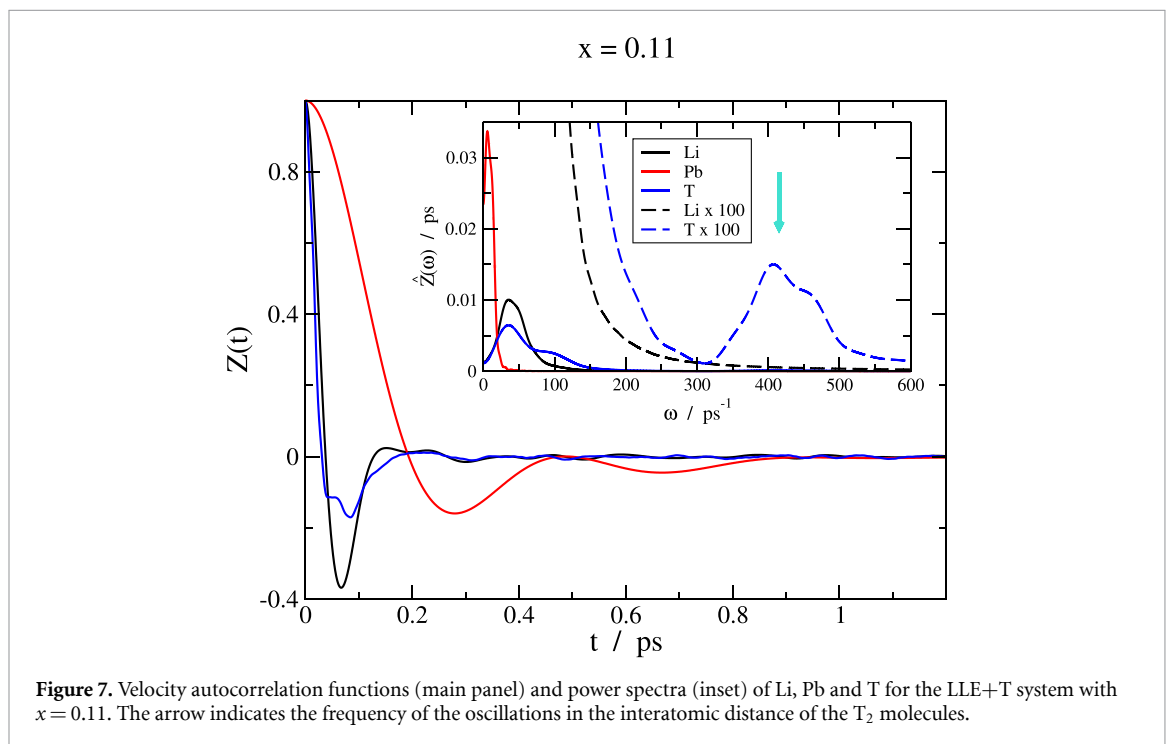 x = 0.11
Z(t)
0.8
0.4
0
-0.4
0
0.2
0.4
0.6
0.8
1
t / ps
Ẑ(ω) / ps
0.03
0.02
0.01
0
0
100
200
300
400
500
600
ω / ps⁻¹
Li
Pb
T
Li x 100
T x 100
Figure 7. Velocity autocorrelation functions (main panel) and power spectra (inset) of Li, Pb and T for the LLE+T system with
x = 0.11. The arrow indicates the frequency of the oscillations in the interatomic distance of the T₂ molecules.